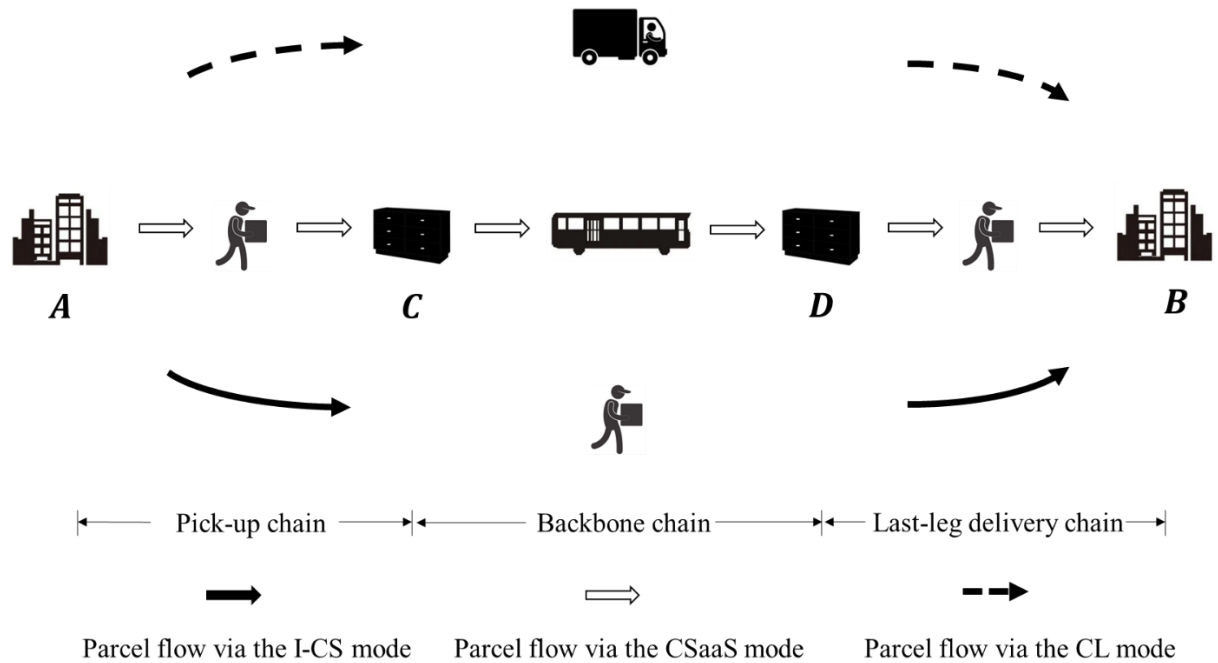 A
C
D
B
Pick-up chain
Backbone chain
Last-leg delivery chain
Parcel flow via the I-CS mode
Parcel flow via the CSaaS mode
Parcel flow via the CL mode